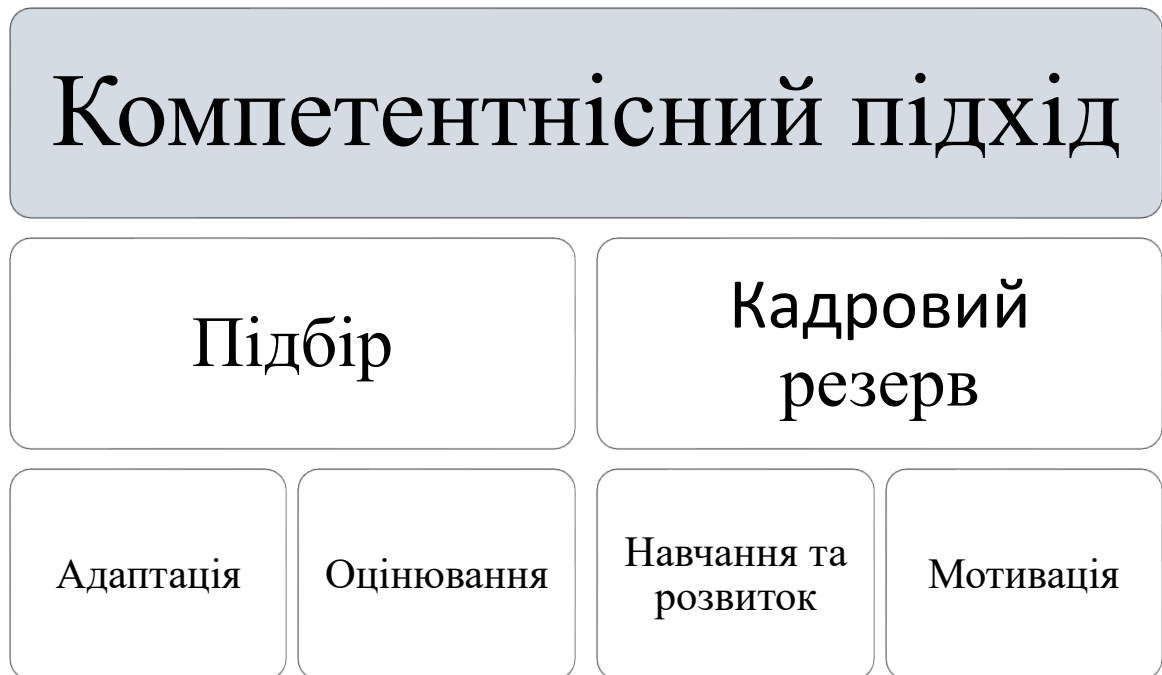 Компетентнісний підхід
Підбір
Кадровий
резерв
Адаптація
Оцінювання
Навчання та
розвиток
Мотивація